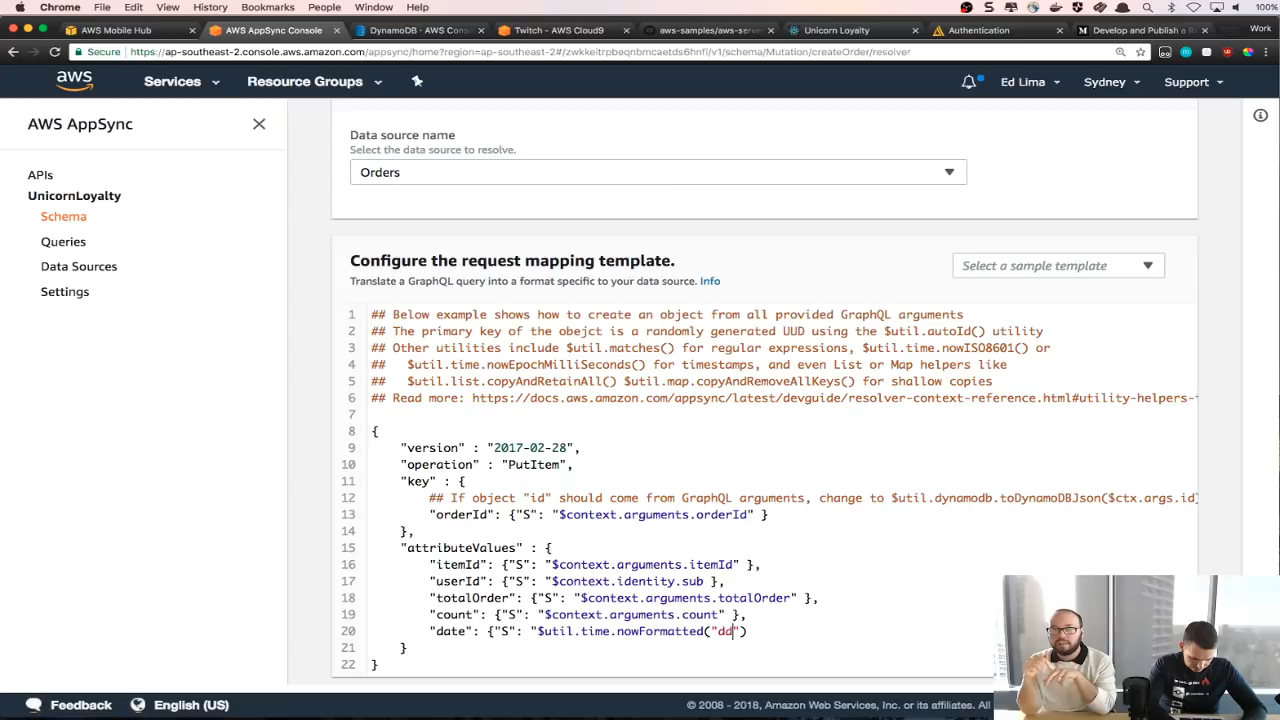 Chrome File Edit View History Bookmarks People Window Help 100%
AWS Mobile Hub
AWS AppSync Console
DynamoDB · AWS Cons
Twitch - AWS Cloud9
aws-samples/aws-serve
Unicorn Loyalty
Authentication
Develop and Publish a R
Work
Secure https://ap-southeast-2.console.aws.amazon.com/appsync/home?region=ap-southeast-2#/zwkkeitrpbeqnbmcaetds6hnfi/v1/schema/Mutation/createOrder/resolver
aws Services Resource Groups Ed Lima Sydney Support
AWS AppSync
APIs
UnicornLoyalty
Schema
Queries
Data Sources
Settings
Data source name
Select the data source to resolve.
Orders
Configure the request mapping template.
Select a sample template
Translate a GraphQL query into a format specific to your data source. Info
1 ## Below example shows how to create an object from all provided GraphQL arguments
2 ## The primary key of the obejct is a randomly generated UUD using the $util.autoId() utility
3 ## Other utilities include $util.matches() for regular expressions, $util.time.nowISO8601() or
4 ## $util.time.nowEpochMilliSeconds() for timestamps, and even List or Map helpers like
5 ## $util.list.copyAndRetainAll() $util.map.copyAndRemoveAllKeys() for shallow copies
6 ## Read more: https://docs.aws.amazon.com/appsync/latest/devguide/resolver-context-reference.html#utility-helpers-
7
8 {
9 "version" : "2017-02-28",
10 "operation" : "PutItem",
11 "key" : {
12 ## If object "id" should come from GraphQL arguments, change to $util.dynamodb.toDynamoDBJson($ctx.args.id
13 "orderId": {"S": "$context.arguments.orderId" }
14 },
15 "attributeValues" : {
16 "itemId": {"S": "$context.arguments.itemId" },
17 "userId": {"S": "$context.identity.sub },
18 "totalOrder": {"S": "$context.arguments.totalOrder" },
19 "count": {"S": "$context.arguments.count" },
20 "date": {"S": "$util.time.nowFormatted("dd")
21 }
22 }
Feedback English (US) © 2008 - 2018, Amazon Web Services, Inc. or its affiliates. All